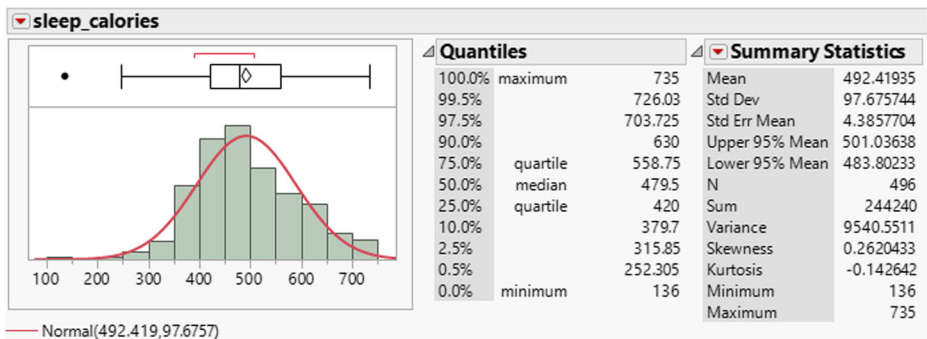 sleep_calories
100 200 300 400 500 600 700
Normal(492.419,97.6757)
Quantiles
100.0% maximum 735
99.5% 726.03
97.5% 703.725
90.0% 630
75.0% quartile 558.75
50.0% median 479.5
25.0% quartile 420
10.0% 379.7
2.5% 315.85
0.5% 252.305
0.0% minimum 136
Summary Statistics
Mean 492.41935
Std Dev 97.675744
Std Err Mean 4.3857704
Upper 95% Mean 501.03638
Lower 95% Mean 483.80233
N 496
Sum 244240
Variance 9540.5511
Skewness 0.2620433
Kurtosis -0.142642
Minimum 136
Maximum 735